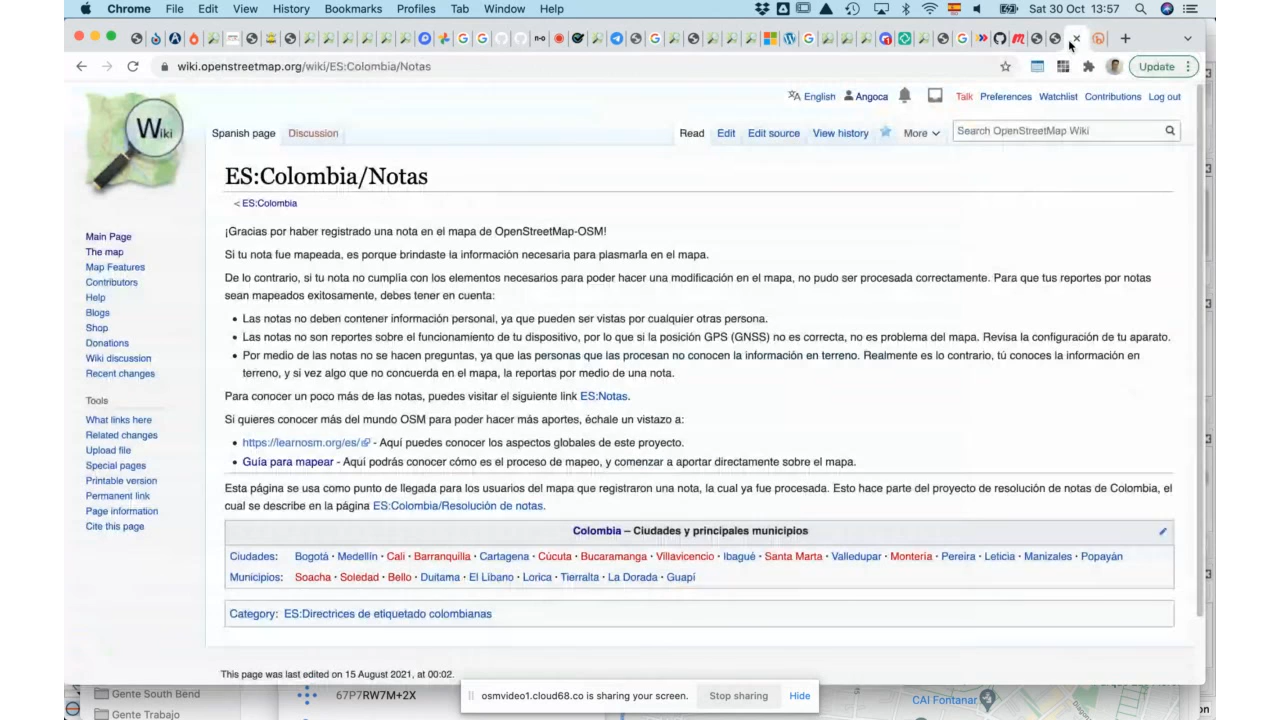 Chrome File Edit View History Bookmarks Profiles Tab Window Help Sat 30 Oct 13:57
wiki.openstreetmap.org/wiki/ES:Colombia/Notas Update
English Angoca Talk Preferences Watchlist Contributions Log out
Wiki
Spanish page Discussion Read Edit Edit source View history More Search OpenStreetMap Wiki
ES:Colombia/Notas
< ES:Colombia
¡Gracias por haber registrado una nota en el mapa de OpenStreetMap-OSM!
Si tu nota fue mapeada, es porque brindaste la información necesaria para plasmarla en el mapa.
De lo contrario, si tu nota no cumplía con los elementos necesarios para poder hacer una modificación en el mapa, no pudo ser procesada correctamente. Para que tus reportes por notas
sean mapeados exitosamente, debes tener en cuenta:
• Las notas no deben contener información personal, ya que pueden ser vistas por cualquier otras persona.
• Las notas no son reportes sobre el funcionamiento de tu dispositivo, por lo que si la posición GPS (GNSS) no es correcta, no es problema del mapa. Revisa la configuración de tu aparato.
• Por medio de las notas no se hacen preguntas, ya que las personas que las procesan no conocen la información en terreno. Realmente es lo contrario, tú conoces la información en
terreno, y si vez algo que no concuerda en el mapa, la reportas por medio de una nota.
Para conocer un poco más de las notas, puedes visitar el siguiente link ES:Notas.
Si quieres conocer más del mundo OSM para poder hacer más aportes, échale un vistazo a:
• https://learnosm.org/es/ - Aquí puedes conocer los aspectos globales de este proyecto.
• Guía para mapear - Aquí podrás conocer cómo es el proceso de mapeo, y comenzar a aportar directamente sobre el mapa.
Esta página se usa como punto de llegada para los usuarios del mapa que registraron una nota, la cual ya fue procesada. Esto hace parte del proyecto de resolución de notas de Colombia, el
cual se describe en la página ES:Colombia/Resolución de notas.
Colombia – Ciudades y principales municipios
Ciudades: Bogotá · Medellín · Cali · Barranquilla · Cartagena · Cúcuta · Bucaramanga · Villavicencio · Ibagué · Santa Marta · Valledupar · Montería · Pereira · Leticia · Manizales · Popayán
Municipios: Soacha · Soledad · Bello · Duitama · El Líbano · Lorica · Tierralta · La Dorada · Guapí
Category: ES:Directrices de etiquetado colombianas
This page was last edited on 15 August 2021, at 00:02.
Main Page
The map
Map Features
Contributors
Help
Blogs
Shop
Donations
Wiki discussion
Recent changes
Tools
What links here
Related changes
Upload file
Special pages
Printable version
Permanent link
Page information
Cite this page
Gente South Bend
Gente Trabajo
67P7RW7M+2X
osmvideo1.cloud68.co is sharing your screen. Stop sharing Hide
CAI Fontanar